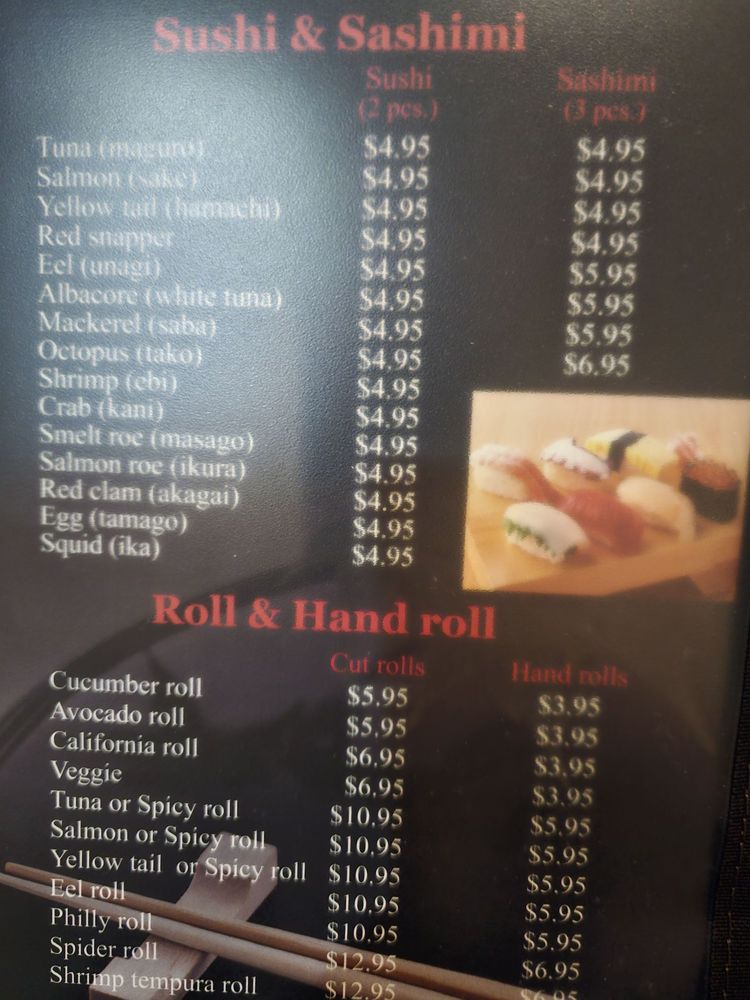 Sushi & Sashimi
Sushi Sashimi
(2 pcs.) (3 pcs.)
Tuna (maguro) $4.95 $4.95
Salmon (sake) $4.95 $4.95
Yellow tail (hamachi) $4.95 $4.95
Red snapper $4.95 $4.95
Eel (unagi) $4.95 $5.95
Albacore (white tuna) $4.95 $5.95
Mackerel (saba) $4.95 $5.95
Octopus (tako) $4.95 $6.95
Shrimp (ebi) $4.95
Crab (kani) $4.95
Smelt roe (masago) $4.95
Salmon roe (ikura) $4.95
Red clam (akagai) $4.95
Egg (tamago) $4.95
Squid (ika) $4.95
Roll & Hand roll
Cut rolls Hand rolls
Cucumber roll $5.95 $3.95
Avocado roll $5.95 $3.95
California roll $6.95 $3.95
Veggie $6.95 $3.95
Tuna or Spicy roll $10.95 $5.95
Salmon or Spicy roll $10.95 $5.95
Yellow tail or Spicy roll $10.95 $5.95
Eel roll $10.95 $5.95
Philly roll $10.95 $5.95
Spider roll $12.95 $6.95
Shrimp tempura roll $12.95 $6.95